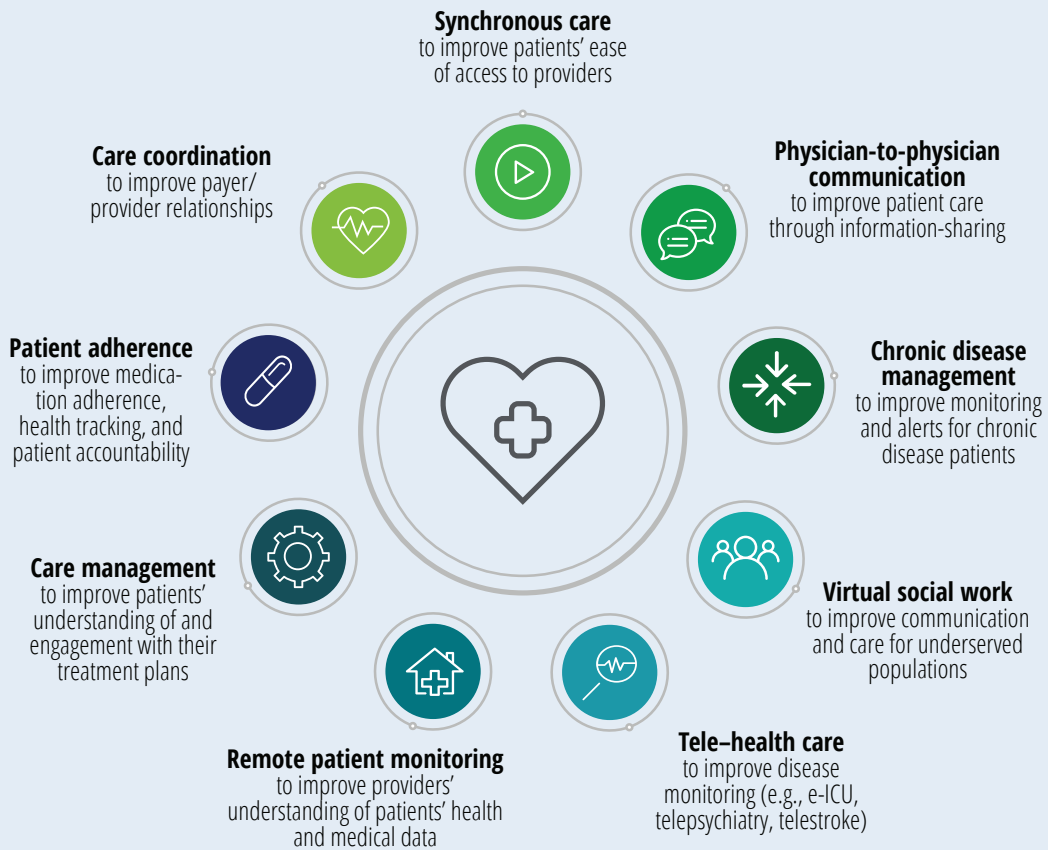 Synchronous care
to improve patients’ ease
of access to providers
Physician-to-physician
communication
to improve patient care
through information-sharing
Chronic disease
management
to improve monitoring
and alerts for chronic
disease patients
Virtual social work
to improve communication
and care for underserved
populations
Tele–health care
to improve disease
monitoring (e.g., e-ICU,
telepsychiatry, telestroke)
Remote patient monitoring
to improve providers’
understanding of patients’ health
and medical data
Care management
to improve patients’
understanding of and
engagement with their
treatment plans
Patient adherence
to improve medica-
tion adherence,
health tracking, and
patient accountability
Care coordination
to improve payer/
provider relationships